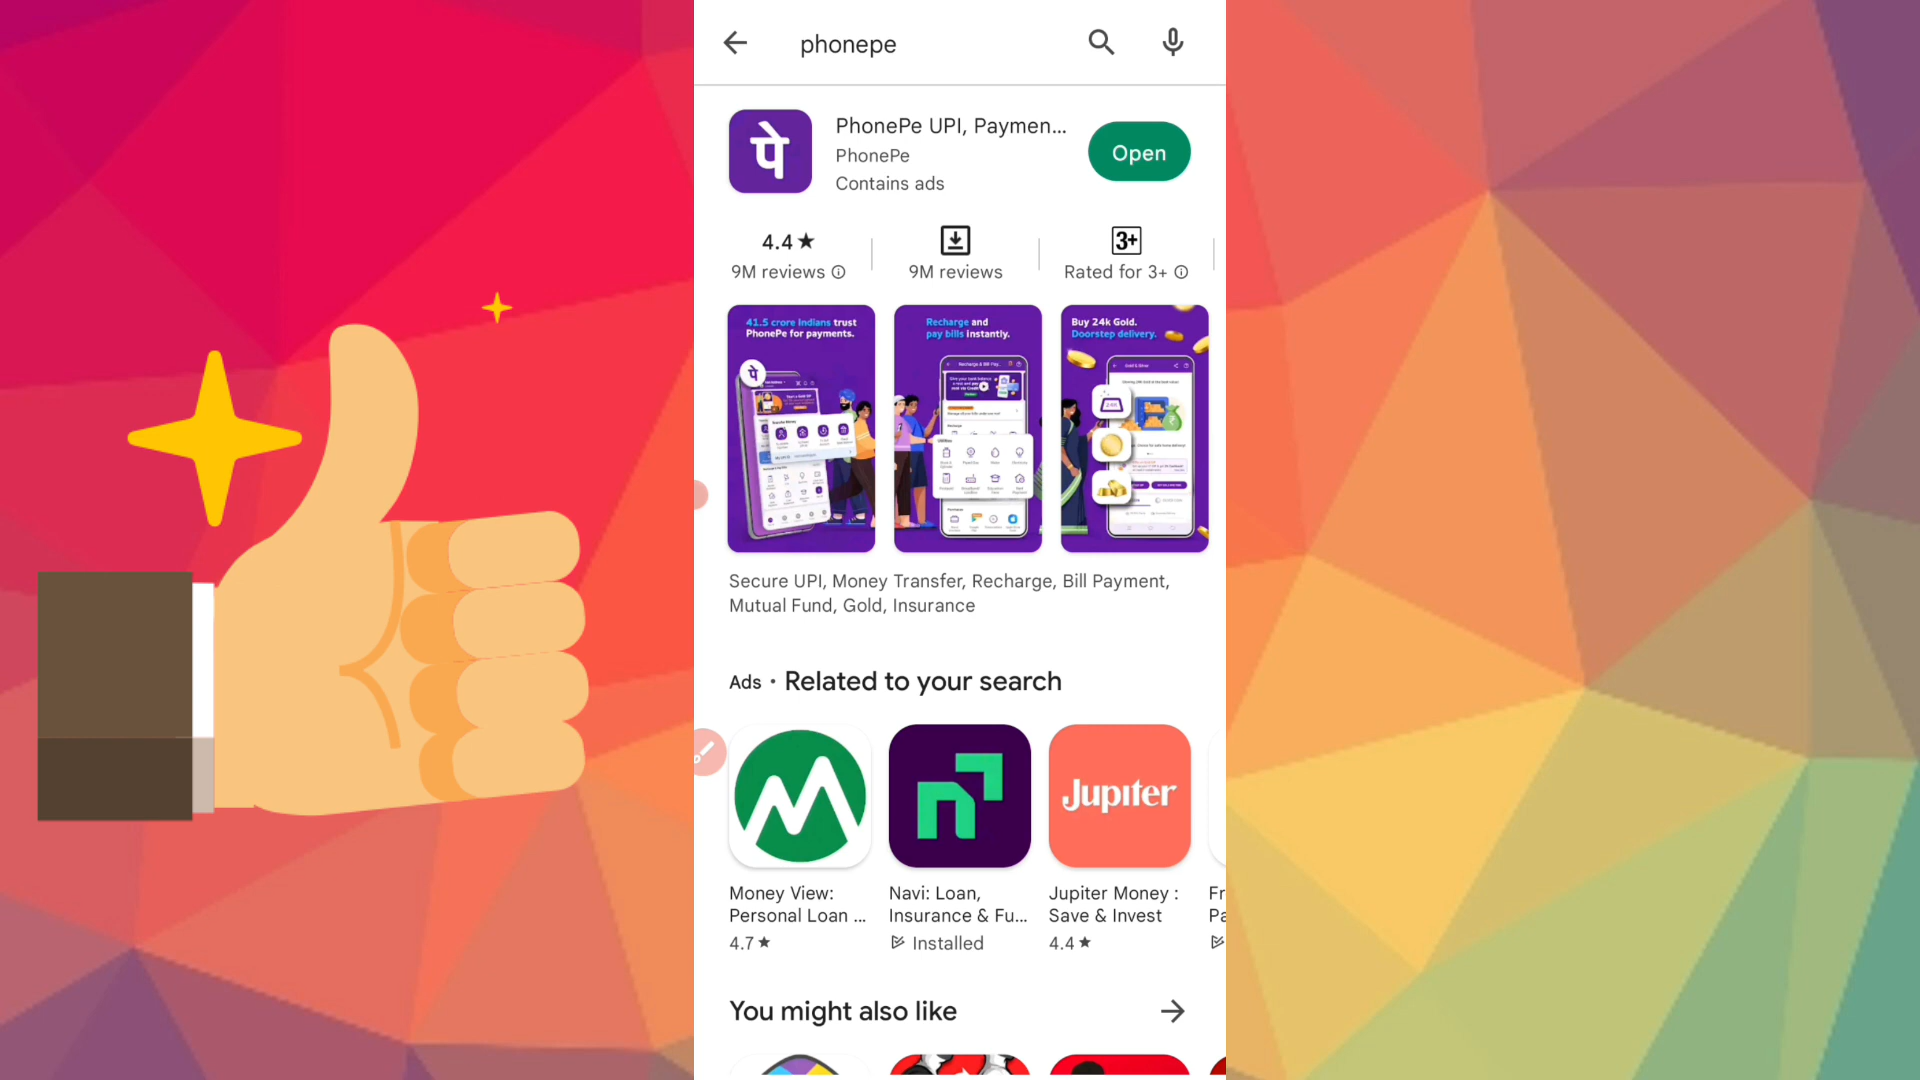 phonepe
पे
PhonePe UPI, Paymen...
PhonePe
Contains ads
Open
4.4★
9M reviews
9M reviews
3+
Rated for 3+
41.5 crore Indians trust
PhonePe for payments.
पे
Recharge and
pay bills instantly.
Buy 24k Gold.
Doorstep delivery.
Secure UPI, Money Transfer, Recharge, Bill Payment,
Mutual Fund, Gold, Insurance
Ads • Related to your search
Jupiter
Money View:
Personal Loan ...
4.7★
Navi: Loan,
Insurance & Fu...
Installed
Jupiter Money :
Save & Invest
4.4★
Fr
Pa
You might also like